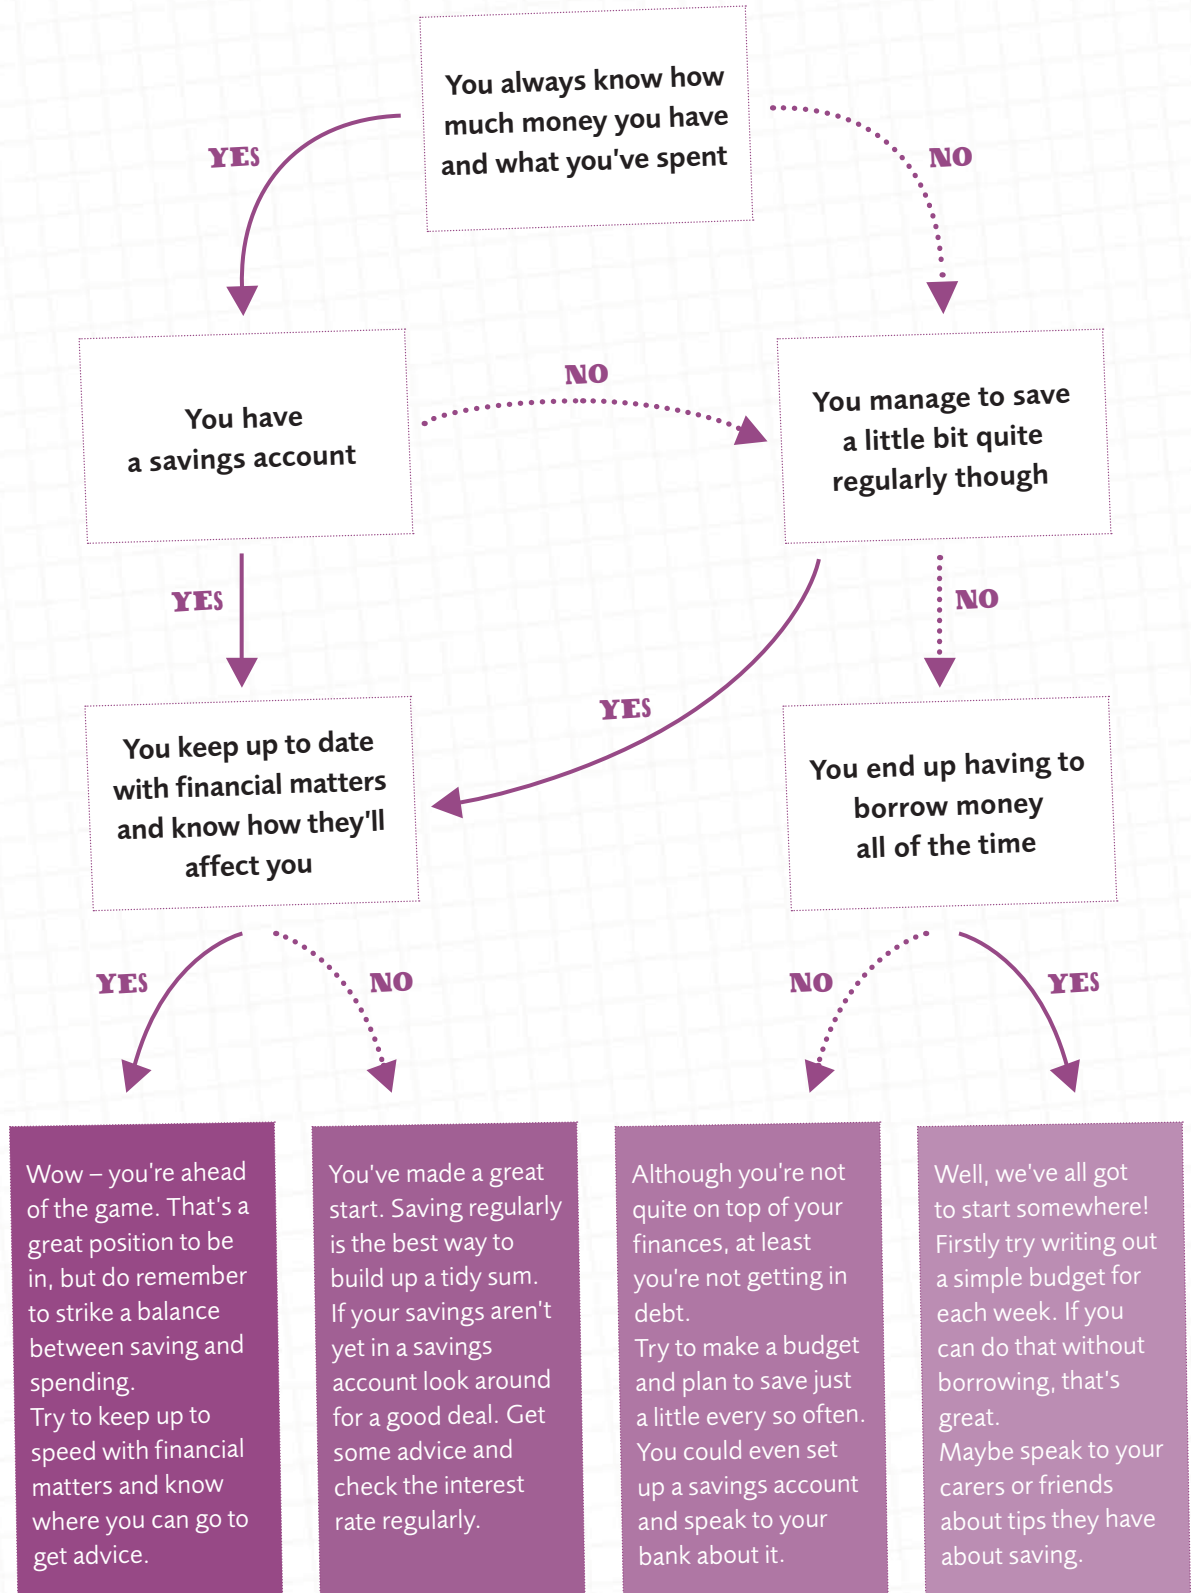 You always know how
much money you have
and what you've spent
YES
NO
You have
a savings account
NO
You manage to save
a little bit quite
regularly though
YES
NO
YES
You keep up to date
with financial matters
and know how they'll
affect you
You end up having to
borrow money
all of the time
YES
NO
NO
YES
Wow – you're ahead
of the game. That's a
great position to be
in, but do remember
to strike a balance
between saving and
spending.
Try to keep up to
speed with financial
matters and know
where you can go to
get advice.
You've made a great
start. Saving regularly
is the best way to
build up a tidy sum.
If your savings aren't
yet in a savings
account look around
for a good deal. Get
some advice and
check the interest
rate regularly.
Although you're not
quite on top of your
finances, at least
you're not getting in
debt.
Try to make a budget
and plan to save just
a little every so often.
You could even set
up a savings account
and speak to your
bank about it.
Well, we've all got
to start somewhere!
Firstly try writing out
a simple budget for
each week. If you
can do that without
borrowing, that's
great.
Maybe speak to your
carers or friends
about tips they have
about saving.